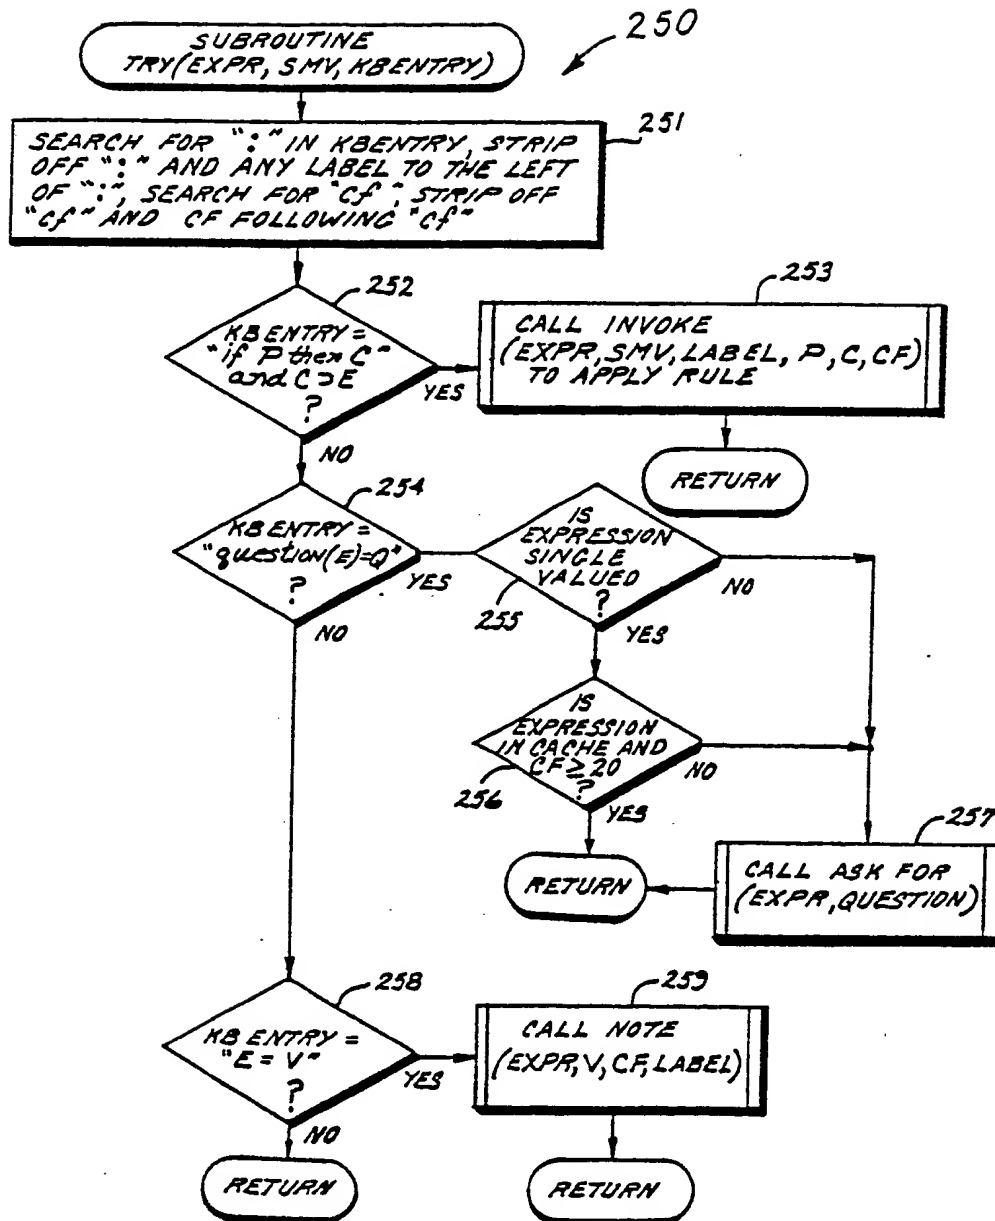 250
SUBROUTINE
TRY(EXPR, SMV, KBENTRY)
251
SEARCH FOR ":" IN KBENTRY, STRIP
OFF ":" AND ANY LABEL TO THE LEFT
OF ":", SEARCH FOR "cf", STRIP OFF
"cf" AND CF FOLLOWING "cf"
252
KBENTRY =
"if P then C"
and C ⊃ E
?
YES
NO
253
CALL INVOKE
(EXPR, SMV, LABEL, P, C, CF)
TO APPLY RULE
RETURN
254
KBENTRY =
"question(E)=Q"
?
YES
NO
IS
EXPRESSION
SINGLE
VALUED
?
255
NO
YES
IS
EXPRESSION
IN CACHE AND
CF ≥ 20
?
256
NO
YES
257
CALL ASK FOR
(EXPR, QUESTION)
RETURN
258
KB ENTRY =
"E = V"
?
YES
NO
259
CALL NOTE
(EXPR, V, CF, LABEL)
RETURN
RETURN